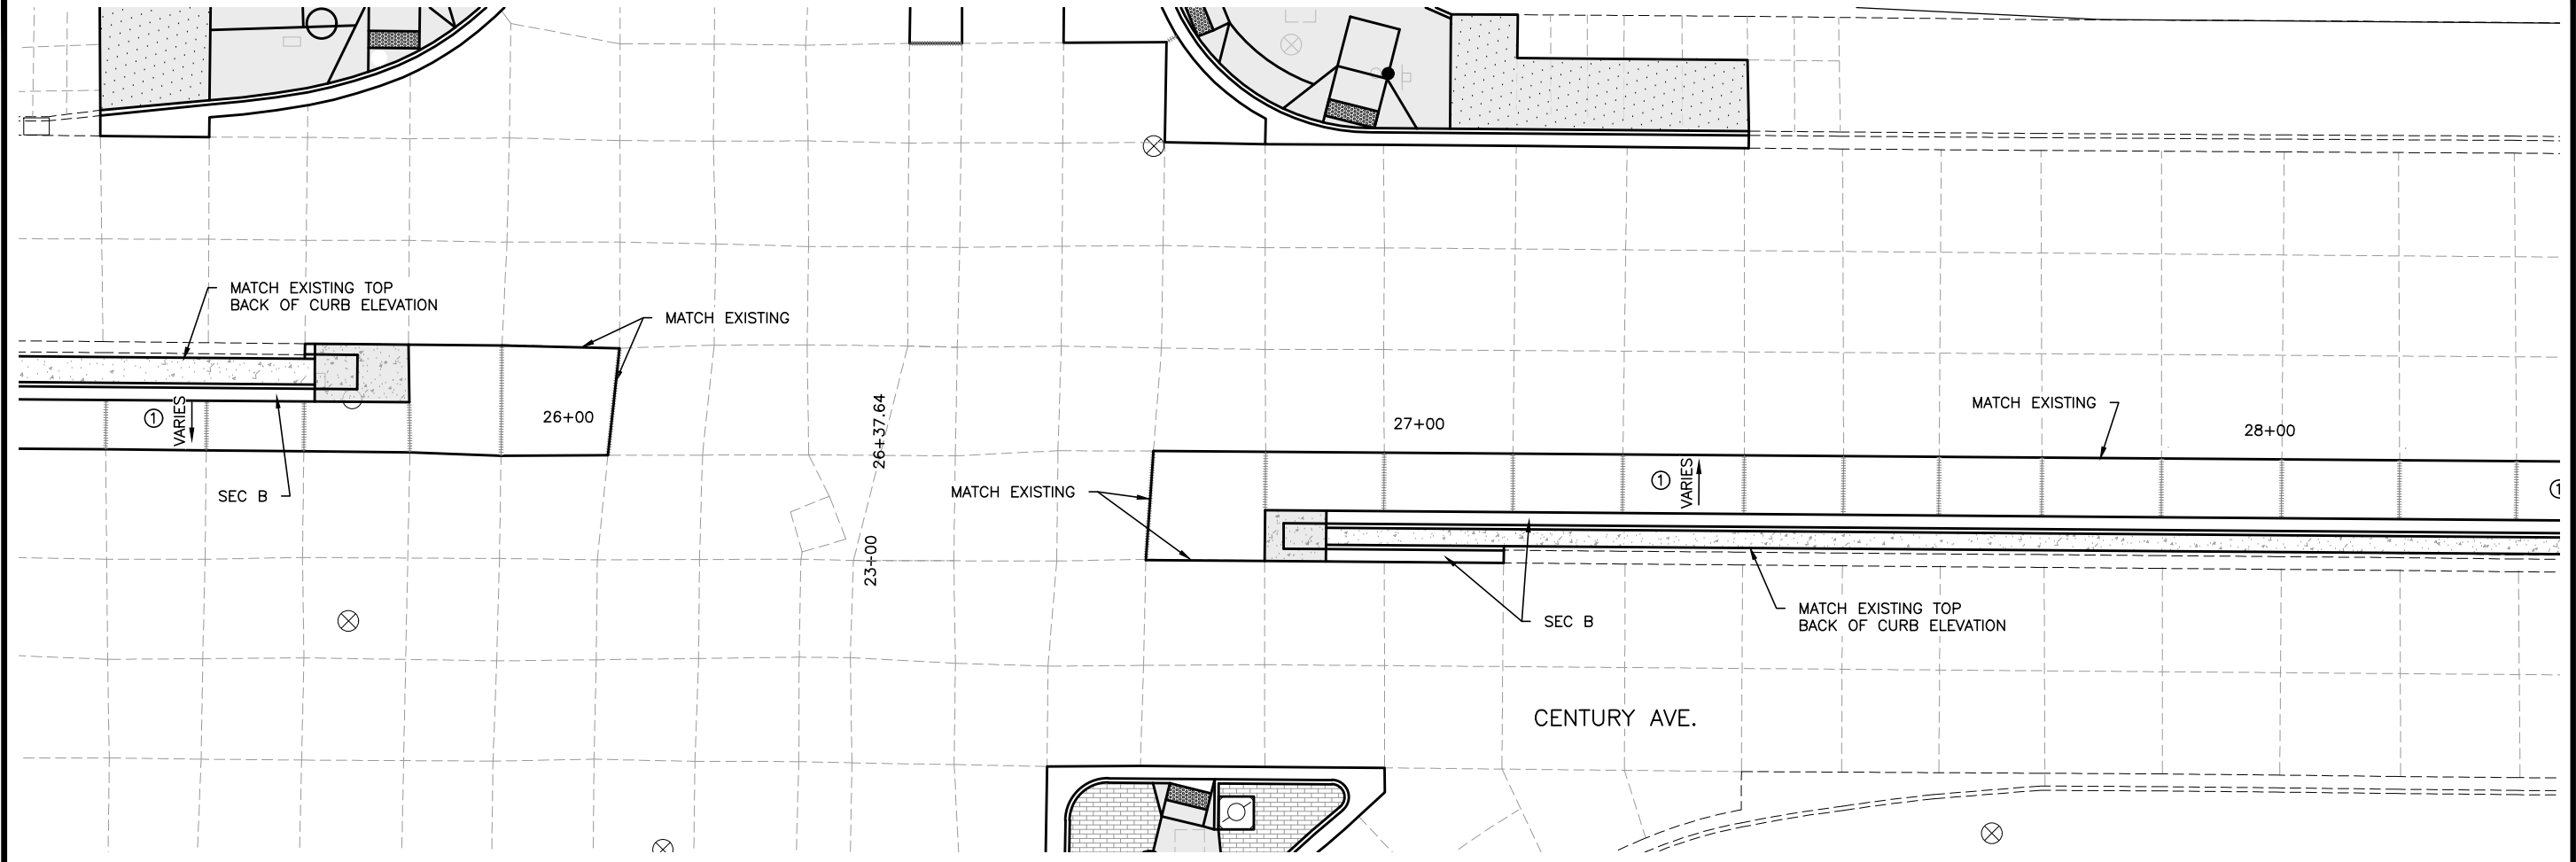 MATCH EXISTING TOP
BACK OF CURB ELEVATION
MATCH EXISTING
1
VARIES
26+00
SEC B
26+37.64
23+00
27+00
MATCH EXISTING
28+00
MATCH EXISTING
1
VARIES
1
SEC B
MATCH EXISTING TOP
BACK OF CURB ELEVATION
CENTURY AVE.